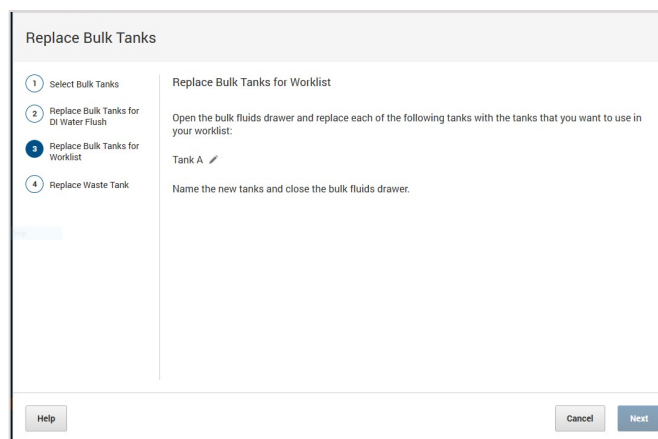 Replace Bulk Tanks
1 Select Bulk Tanks
2 Replace Bulk Tanks for
DI Water Flush
3 Replace Bulk Tanks for
Worklist
4 Replace Waste Tank
Replace Bulk Tanks for Worklist
Open the bulk fluids drawer and replace each of the following tanks with the tanks that you want to use in
your worklist:
Tank A
Name the new tanks and close the bulk fluids drawer.
Help
Cancel
Next